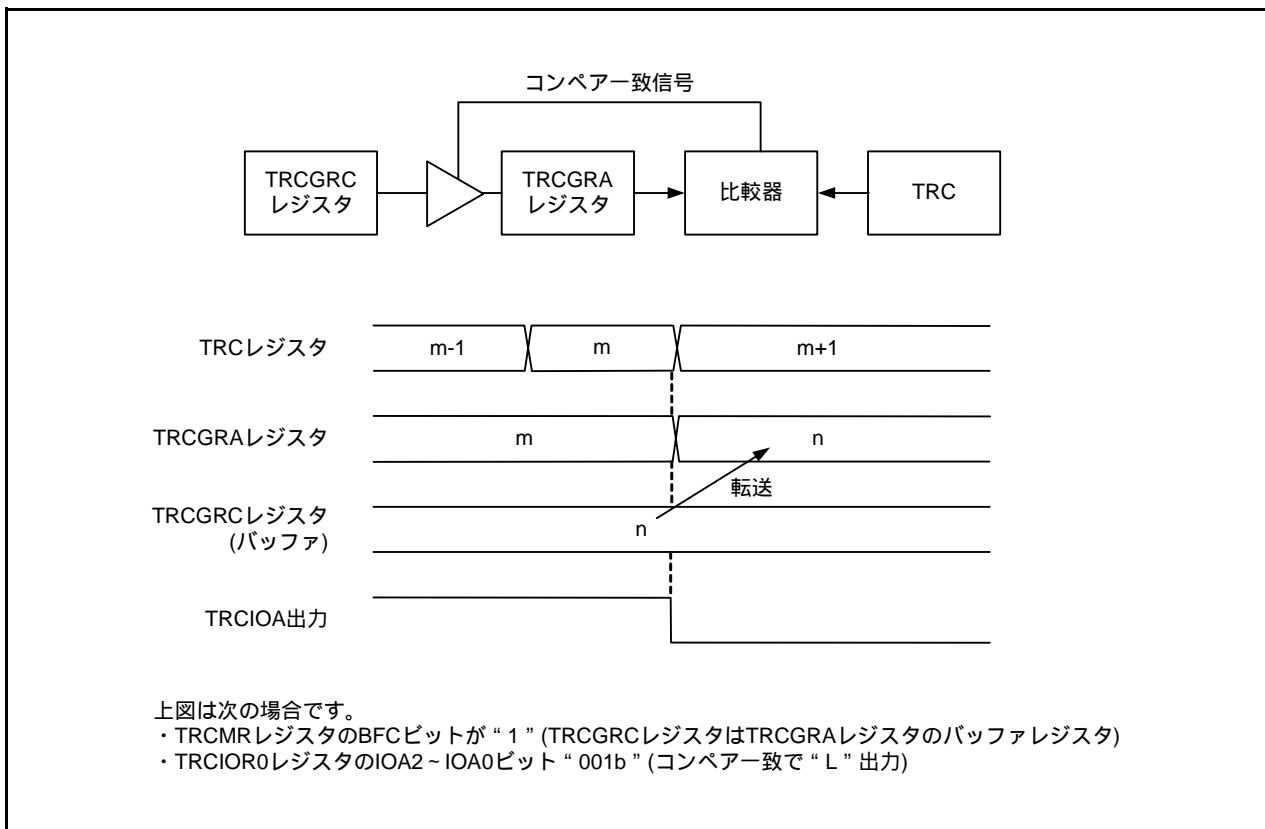 コンペア一致信号
TRCGRC
レジスタ
TRCGRA
レジスタ
比較器
TRC
TRCレジスタ
m-1
m
m+1
TRCGRAレジスタ
m
n
転送
TRCGRCレジスタ
(バッファ)
n
TRCIOA出力
上図は次の場合です。
・TRCMRレジスタのBFCビットが“1”(TRCGRCレジスタはTRCGRAレジスタのバッファレジスタ)
・TRCIOR0レジスタのIOA2~IOA0ビット“001b”(コンペア一致で“L”出力)